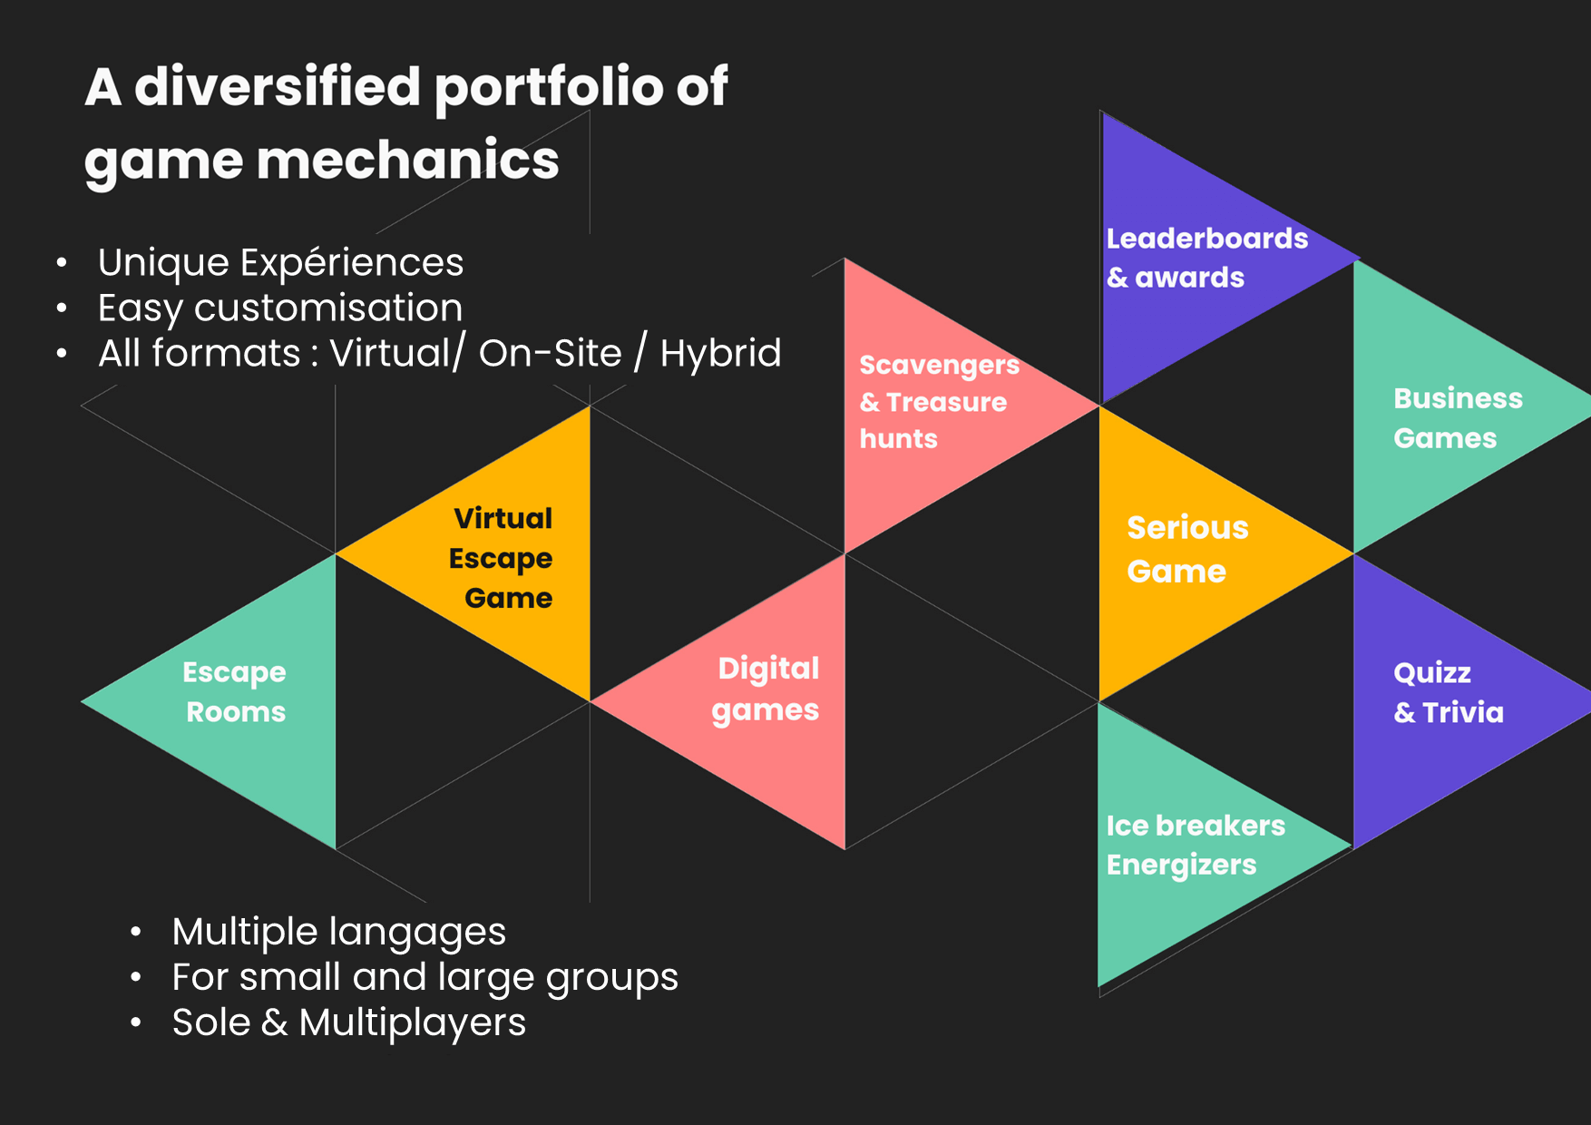 A diversified portfolio of
game mechanics
• Unique Expériences
• Easy customisation
• All formats : Virtual/ On-Site / Hybrid
Leaderboards
& awards
Scavengers
& Treasure
hunts
Business
Games
Virtual
Escape
Game
Serious
Game
Escape
Rooms
Digital
games
Quizz
& Trivia
Ice breakers
Energizers
• Multiple langages
• For small and large groups
• Sole & Multiplayers